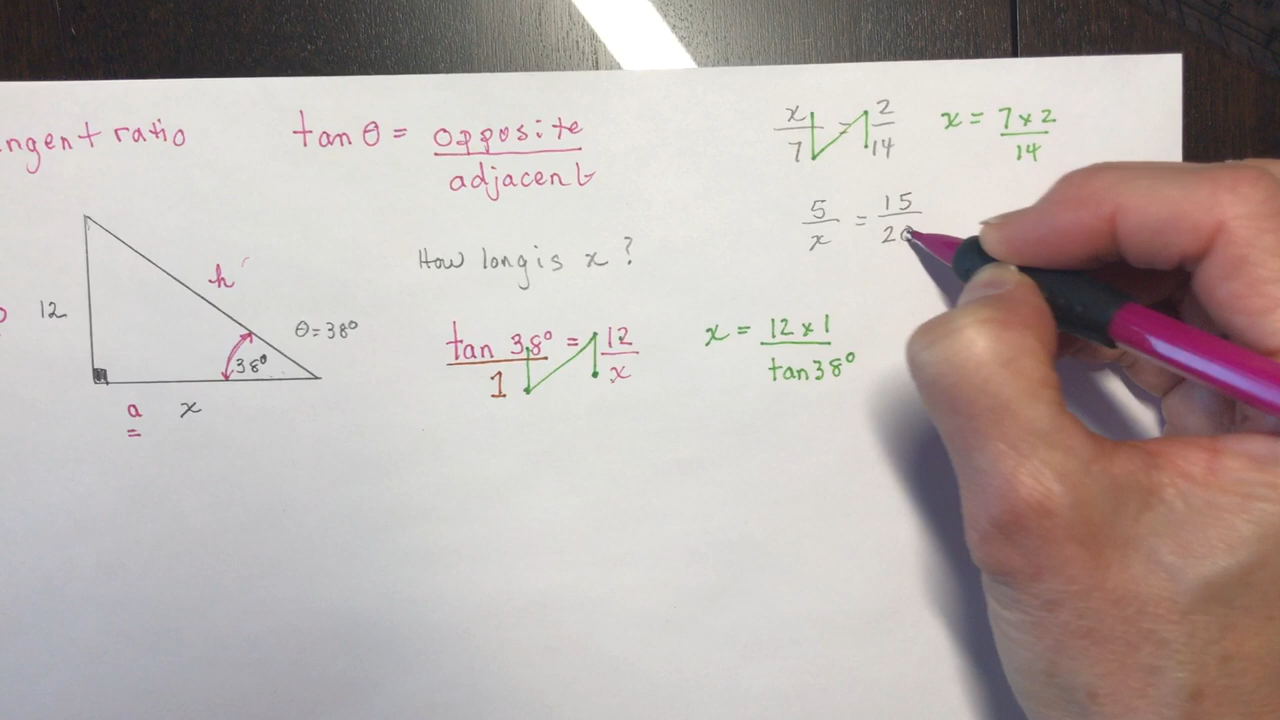 ngent ratio
tan θ = opposite / adjacent
x/7 = 2/14
x = 7 x 2 / 14
5/x = 15/20
How long is x ?
12
h
θ = 38°
38°
a x
tan 38° / 1 = 12 / x
x = 12 x 1 / tan 38°